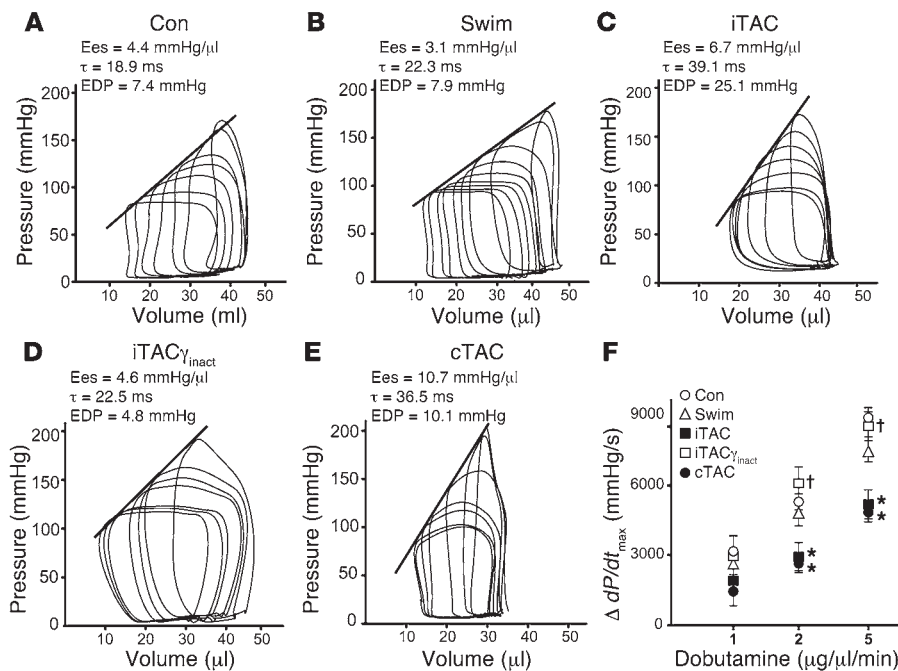 A
Con
Ees = 4.4 mmHg/μl
τ = 18.9 ms
EDP = 7.4 mmHg
Pressure (mmHg)
200
150
100
50
0
10 20 30 40 50
Volume (ml)
B
Swim
Ees = 3.1 mmHg/μl
τ = 22.3 ms
EDP = 7.9 mmHg
Pressure (mmHg)
200
150
100
50
0
10 20 30 40 50
Volume (μl)
C
iTAC
Ees = 6.7 mmHg/μl
τ = 39.1 ms
EDP = 25.1 mmHg
Pressure (mmHg)
200
150
100
50
0
10 20 30 40 50
Volume (μl)
D
iTACγinact
Ees = 4.6 mmHg/μl
τ = 22.5 ms
EDP = 4.8 mmHg
Pressure (mmHg)
200
150
100
50
0
10 20 30 40 50
Volume (μl)
E
cTAC
Ees = 10.7 mmHg/μl
τ = 36.5 ms
EDP = 10.1 mmHg
Pressure (mmHg)
200
150
100
50
0
10 20 30 40 50
Volume (μl)
F
Con
Swim
iTAC
iTACγinact
cTAC
Δ dP/dtmax (mmHg/s)
9000
6000
3000
0
†
†
*
*
*
*
1 2 5
Dobutamine (μg/μl/min)